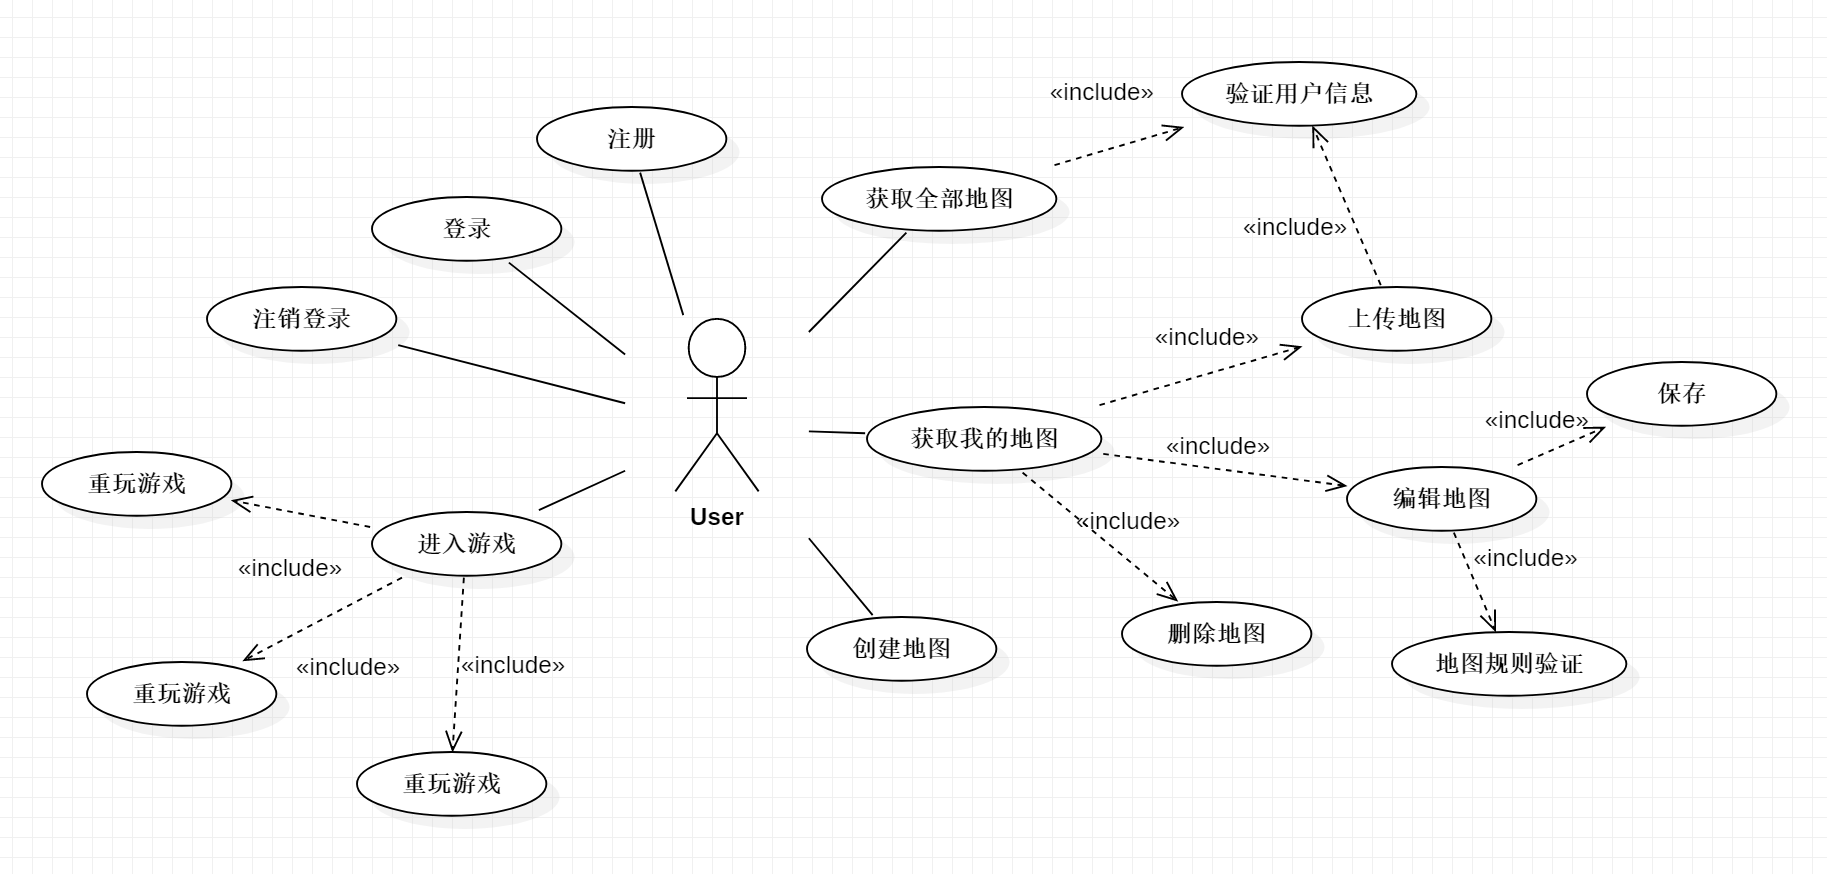 «include»
验证用户信息
注册
获取全部地图
登录
«include»
注销登录
上传地图
«include»
保存
«include»
获取我的地图
«include»
重玩游戏
编辑地图
User
«include»
进入游戏
«include»
«include»
删除地图
创建地图
地图规则验证
«include»
«include»
重玩游戏
重玩游戏